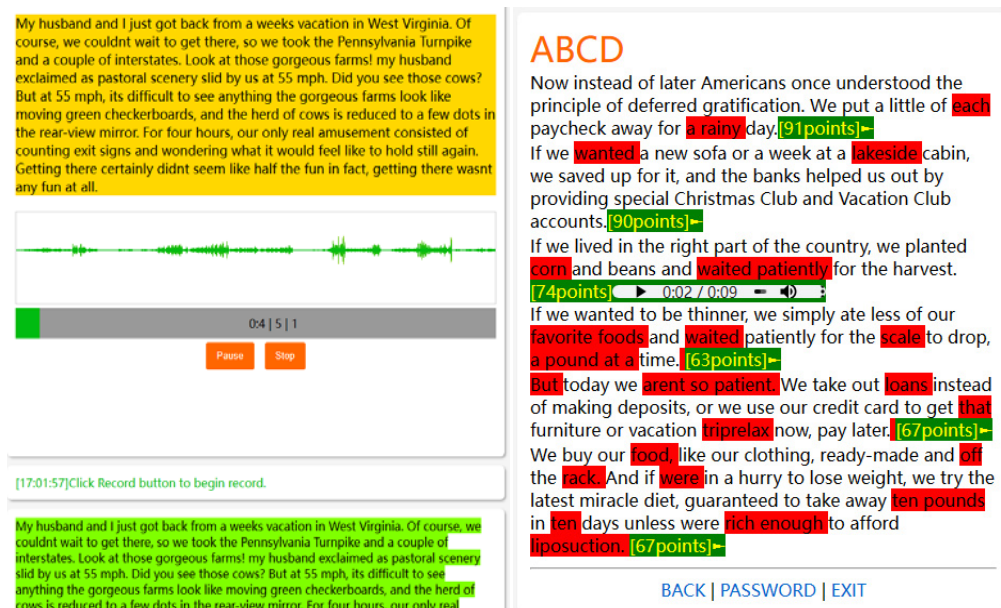 My husband and I just got back from a weeks vacation in West Virginia. Of
course, we couldnt wait to get there, so we took the Pennsylvania Turnpike
and a couple of interstates. Look at those gorgeous farms! my husband
exclaimed as pastoral scenery slid by us at 55 mph. Did you see those cows?
But at 55 mph, its difficult to see anything the gorgeous farms look like
moving green checkerboards, and the herd of cows is reduced to a few dots in
the rear-view mirror. For four hours, our only real amusement consisted of
counting exit signs and wondering what it would feel like to hold still again.
Getting there certainly didnt seem like half the fun in fact, getting there wasnt
any fun at all.
0:4 | 5 | 1
Pause
Stop
[17:01:57]Click Record button to begin record.
My husband and I just got back from a weeks vacation in West Virginia. Of course, we
couldnt wait to get there, so we took the Pennsylvania Turnpike and a couple of
interstates. Look at those gorgeous farms! my husband exclaimed as pastoral scenery
slid by us at 55 mph. Did you see those cows? But at 55 mph, its difficult to see
anything the gorgeous farms look like moving green checkerboards, and the herd of
cows is reduced to a few dots in the rear-view mirror. For four hours, our only real
ABCD
Now instead of later Americans once understood the
principle of deferred gratification. We put a little of each
paycheck away for a rainy day.[91points]►
If we wanted a new sofa or a week at a lakeside cabin,
we saved up for it, and the banks helped us out by
providing special Christmas Club and Vacation Club
accounts.[90points]►
If we lived in the right part of the country, we planted
corn and beans and waited patiently for the harvest.
[74points] 0:02 / 0:09
If we wanted to be thinner, we simply ate less of our
favorite foods and waited patiently for the scale to drop,
a pound at a time. [63points]►
But today we arent so patient. We take out loans instead
of making deposits, or we use our credit card to get that
furniture or vacation triprelax now, pay later. [67points]►
We buy our food, like our clothing, ready-made and off
the rack. And if were in a hurry to lose weight, we try the
latest miracle diet, guaranteed to take away ten pounds
in ten days unless were rich enough to afford
liposuction. [67points]►
BACK | PASSWORD | EXIT